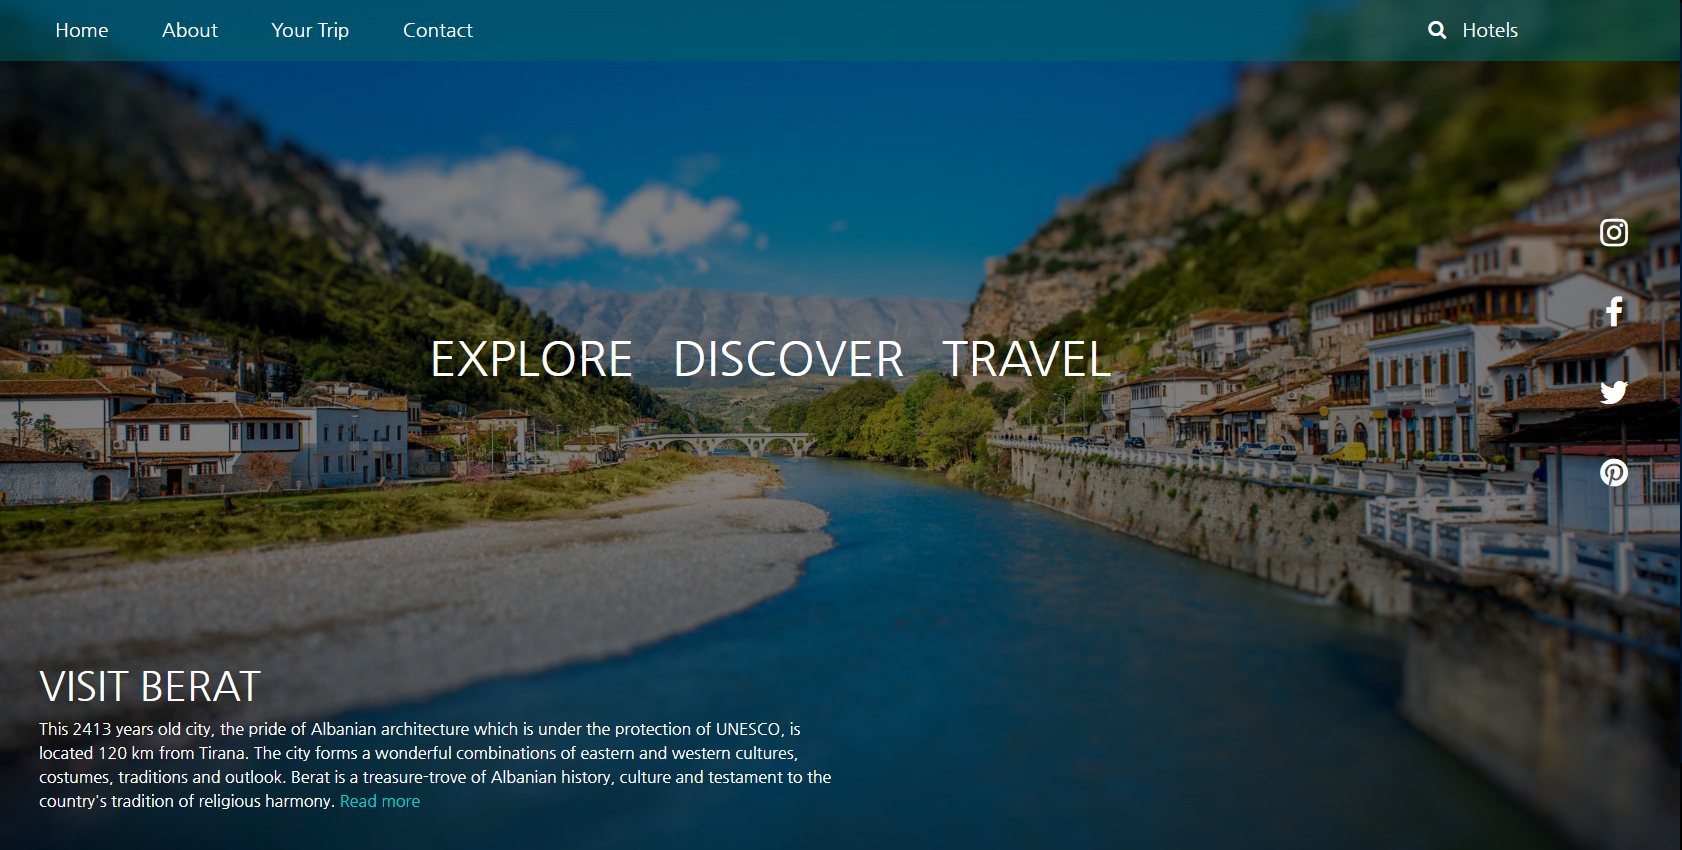 Home About Your Trip Contact Hotels
EXPLORE DISCOVER TRAVEL
VISIT BERAT
This 2413 years old city, the pride of Albanian architecture which is under the protection of UNESCO, is
located 120 km from Tirana. The city forms a wonderful combinations of eastern and western cultures,
costumes, traditions and outlook. Berat is a treasure-trove of Albanian history, culture and testament to the
country's tradition of religious harmony. Read more